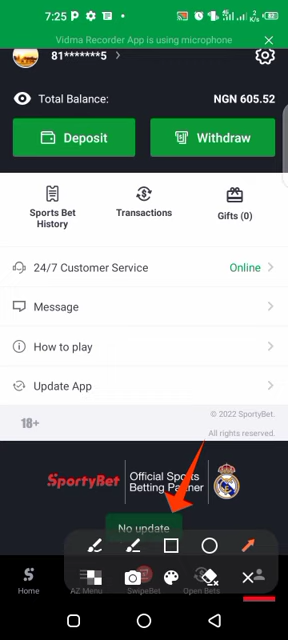 7:25
Vidma Recorder App is using microphone
81*******5
Total Balance:
NGN 605.52
Deposit
Withdraw
Sports Bet
History
Transactions
Gifts (0)
24/7 Customer Service
Online
Message
How to play
Update App
18+
© 2022 SportyBet.
All rights reserved.
SportyBet
Official Sports
Betting Partner
No update
Home
AZ Menu
SwipeBet
Open Bets